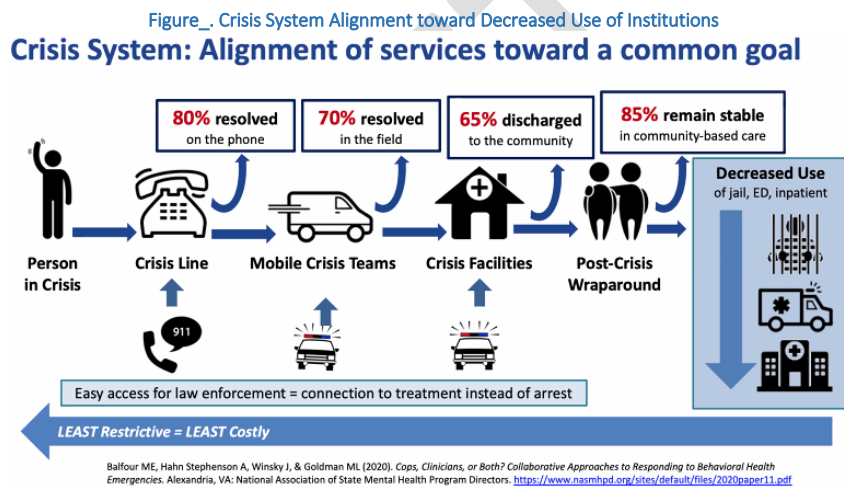 Figure_. Crisis System Alignment toward Decreased Use of Institutions
Crisis System: Alignment of services toward a common goal
80% resolved
on the phone
70% resolved
in the field
65% discharged
to the community
85% remain stable
in community-based care
Decreased Use
of jail, ED, inpatient
Person
in Crisis
Crisis Line
Mobile Crisis Teams
Crisis Facilities
Post-Crisis
Wraparound
911
Easy access for law enforcement = connection to treatment instead of arrest
LEAST Restrictive = LEAST Costly
Balfour ME, Hahn Stephenson A, Winsky J, & Goldman ML (2020). Cops, Clinicians, or Both? Collaborative Approaches to Responding to Behavioral Health
Emergencies. Alexandria, VA: National Association of State Mental Health Program Directors. https://www.nasmhpd.org/sites/default/files/2020paper11.pdf